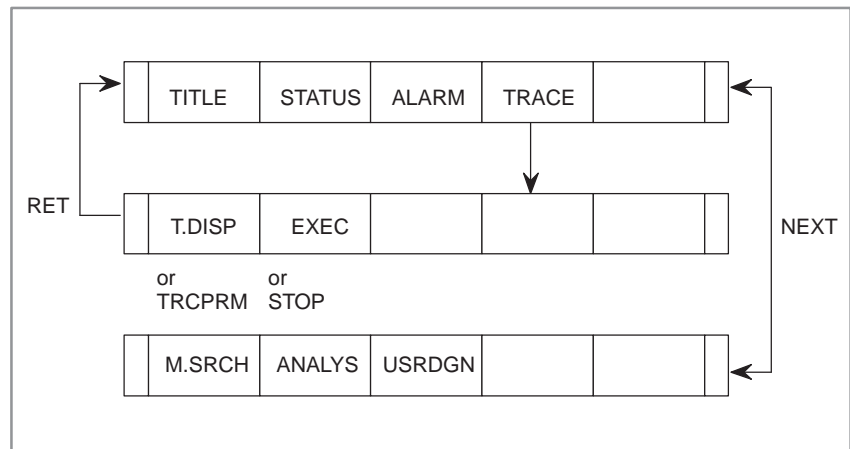 TITLE STATUS ALARM TRACE
RET
T.DISP EXEC
NEXT
or or
TRCPRM STOP
M.SRCH ANALYS USRDGN